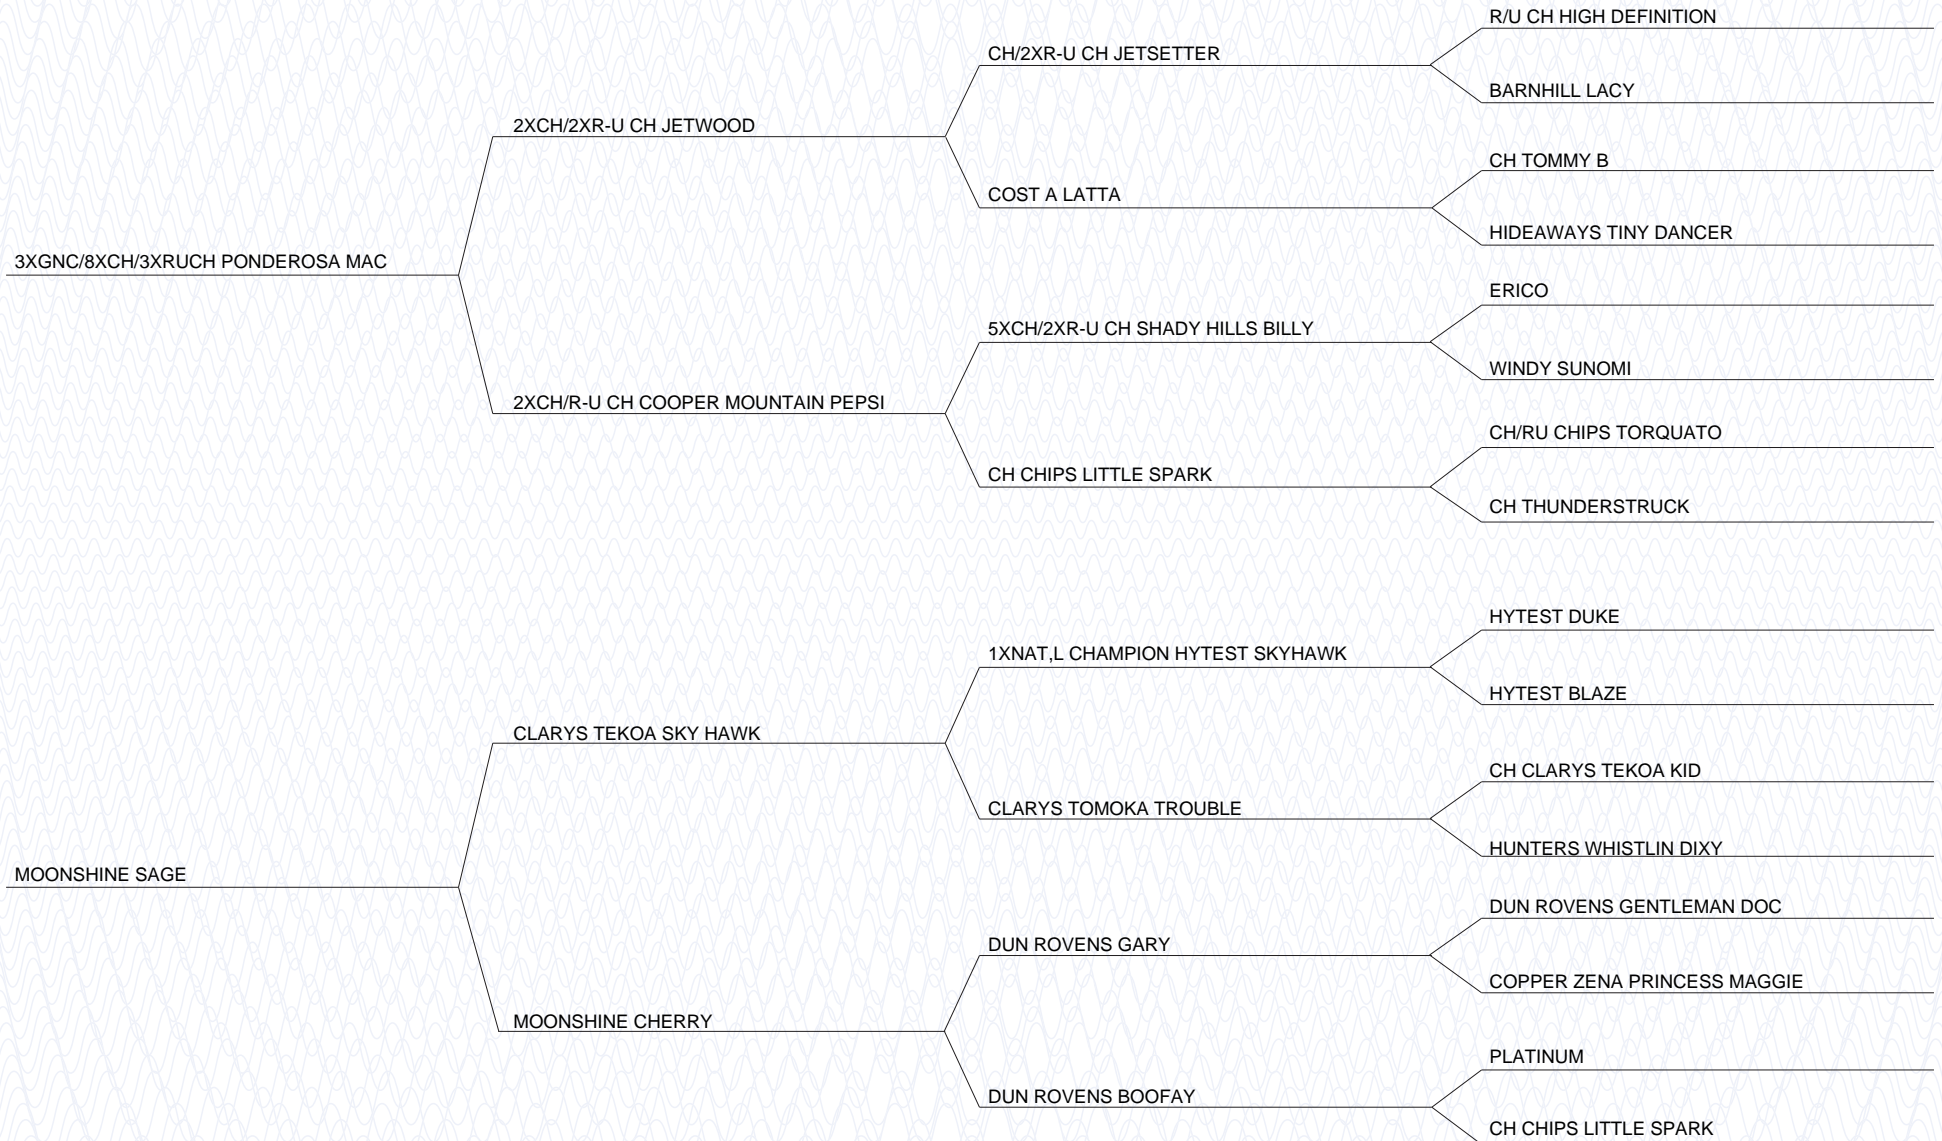 R/U CH HIGH DEFINITION
CH/2XR-U CH JETSETTER
BARNHILL LACY
2XCH/2XR-U CH JETWOOD
CH TOMMY B
COST A LATTA
HIDEAWAYS TINY DANCER
3XGNC/8XCH/3XRUCH PONDEROSA MAC
ERICO
5XCH/2XR-U CH SHADY HILLS BILLY
WINDY SUNOMI
2XCH/R-U CH COOPER MOUNTAIN PEPSI
CH/RU CHIPS TORQUATO
CH CHIPS LITTLE SPARK
CH THUNDERSTRUCK
HYTEST DUKE
1XNAT,L CHAMPION HYTEST SKYHAWK
HYTEST BLAZE
CLARYS TEKOA SKY HAWK
CH CLARYS TEKOA KID
CLARYS TOMOKA TROUBLE
HUNTERS WHISTLIN DIXY
MOONSHINE SAGE
DUN ROVENS GENTLEMAN DOC
DUN ROVENS GARY
COPPER ZENA PRINCESS MAGGIE
MOONSHINE CHERRY
PLATINUM
DUN ROVENS BOOFAY
CH CHIPS LITTLE SPARK